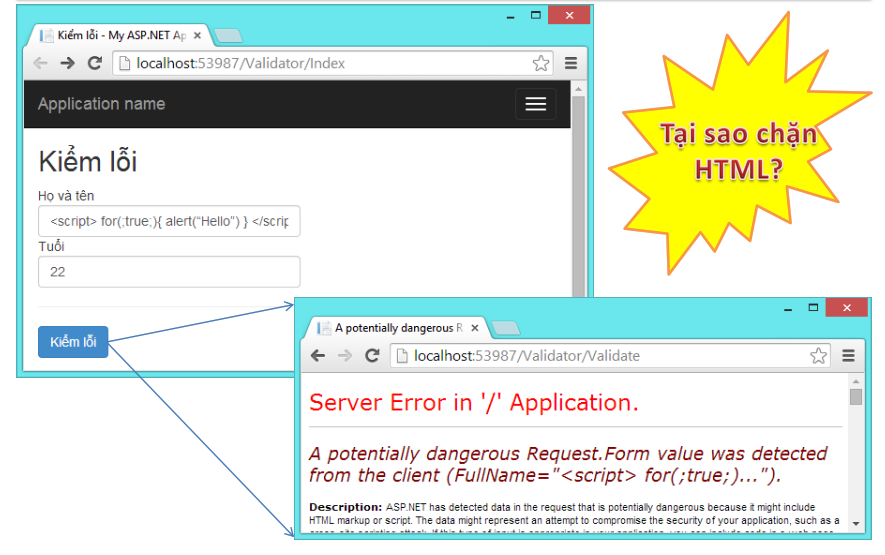 Kiểm lỗi - My ASP.NET Ap
localhost:53987/Validator/Index
Application name
Kiểm lỗi
Họ và tên
<script> for(;true;){ alert("Hello") } </scrip
Tuổi
22
Kiểm lỗi
Tại sao chặn
HTML?
A potentially dangerous R
localhost:53987/Validator/Validate
Server Error in '/' Application.
A potentially dangerous Request.Form value was detected
from the client (FullName="<script> for(;true;)...").
Description: ASP.NET has detected data in the request that is potentially dangerous because it might include
HTML markup or script. The data might represent an attempt to compromise the security of your application, such as a